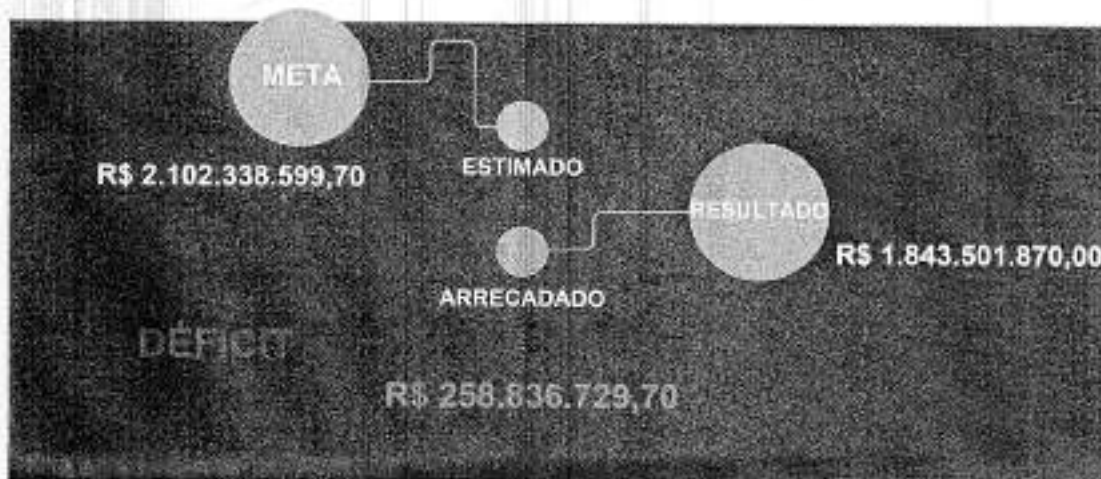 META
R$ 2.102.338.599,70
ESTIMADO
RESULTADO
R$ 1.843.501.870,00
ARRECADADO
DÉFICIT
R$ 258.836.729,70